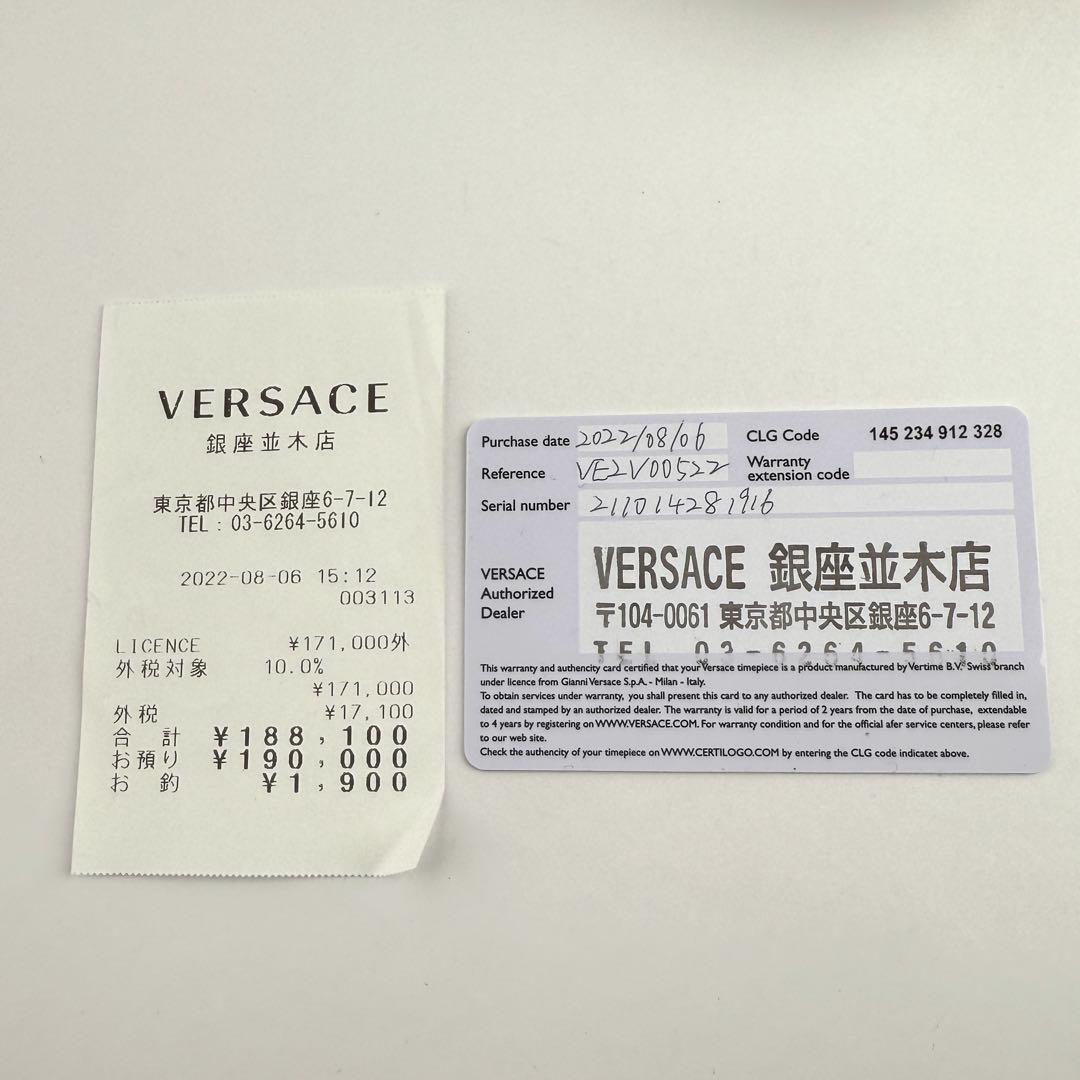 VERSACE
銀座並木店
東京都中央区銀座6-7-12
TEL : 03-6264-5610
2022-08-06 15:12
003113
LICENCE ¥171,000外
外税対象 10.0%
¥171,000
外税 ¥17,100
合 計 ¥188,100
お預り ¥190,000
お 釣 ¥1,900
Purchase date 2022/08/06 CLG Code 145 234 912 328
Reference VE2V00522 Warranty extension code
Serial number 211014281916
VERSACE Authorized Dealer
VERSACE 銀座並木店
〒104-0061 東京都中央区銀座6-7-12
TEL 03-6264-5610
This warranty and authencity card certified that your Versace timepiece is a product manufactured by Vertime B.V. Swiss branch
under licence from Gianni Versace S.p.A. - Milan - Italy.
To obtain services under warranty, you shall present this card to any authorized dealer. The card has to be completely filled in,
dated and stamped by an authorized dealer. The warranty is valid for a period of 2 years from the date of purchase, extendable
to 4 years by registering on WWW.VERSACE.COM. For warranty condition and for the official afer service centers, please refer
to our web site.
Check the authencity of your timepiece on WWW.CERTILOGO.COM by entering the CLG code indicatet above.